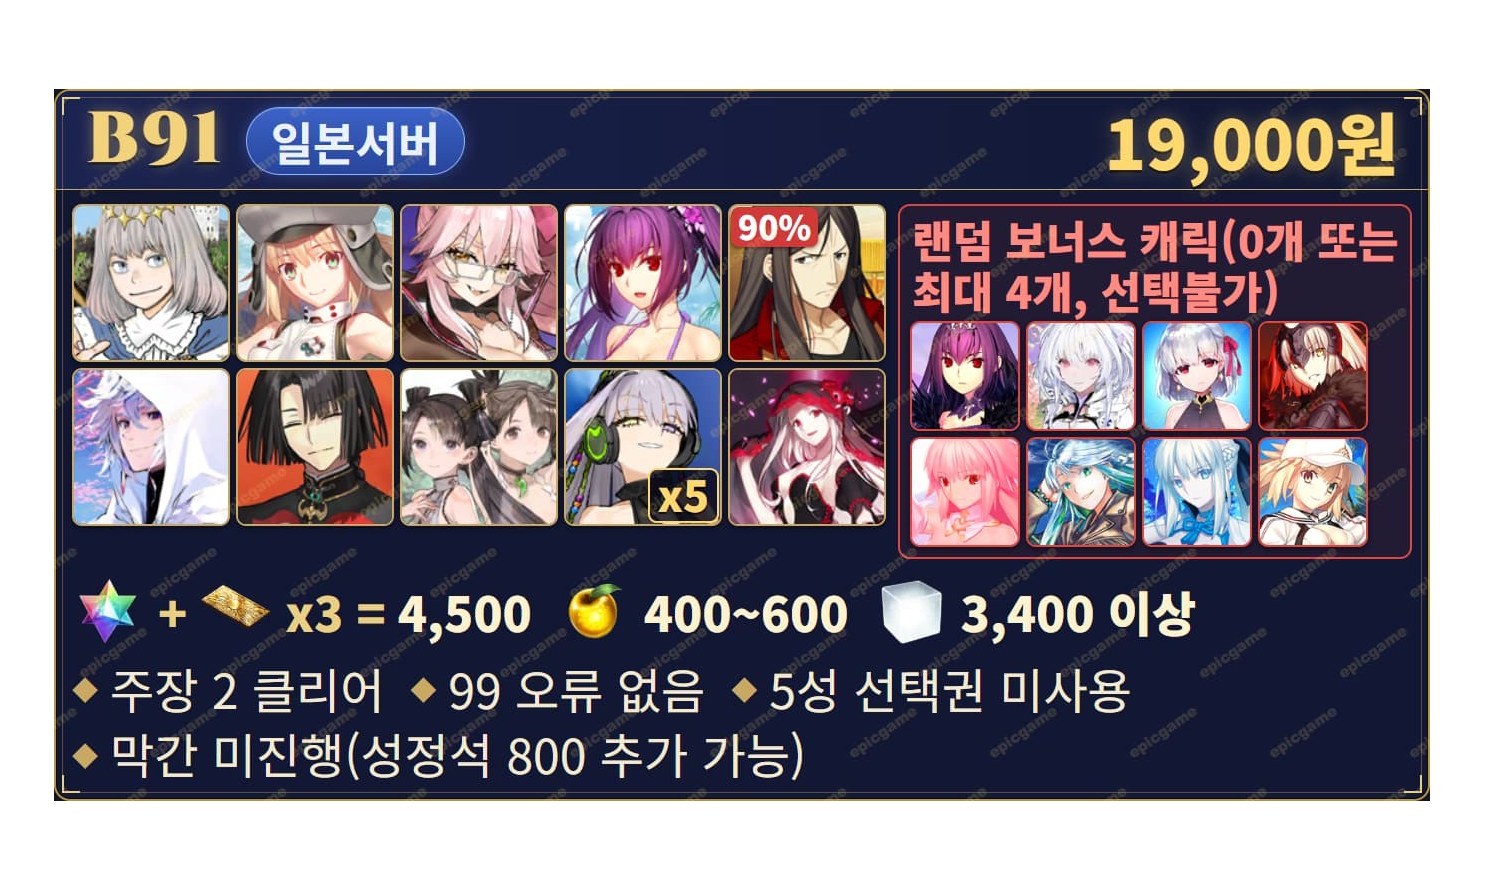 B91 일본서버 19,000원
90%
랜덤 보너스 캐릭(0개 또는
최대 4개, 선택불가)
x5
+ x3 = 4,500 400~600 3,400 이상
◆ 주장 2 클리어 ◆ 99 오류 없음 ◆ 5성 선택권 미사용
◆ 막간 미진행(성정석 800 추가 가능)
epicgame